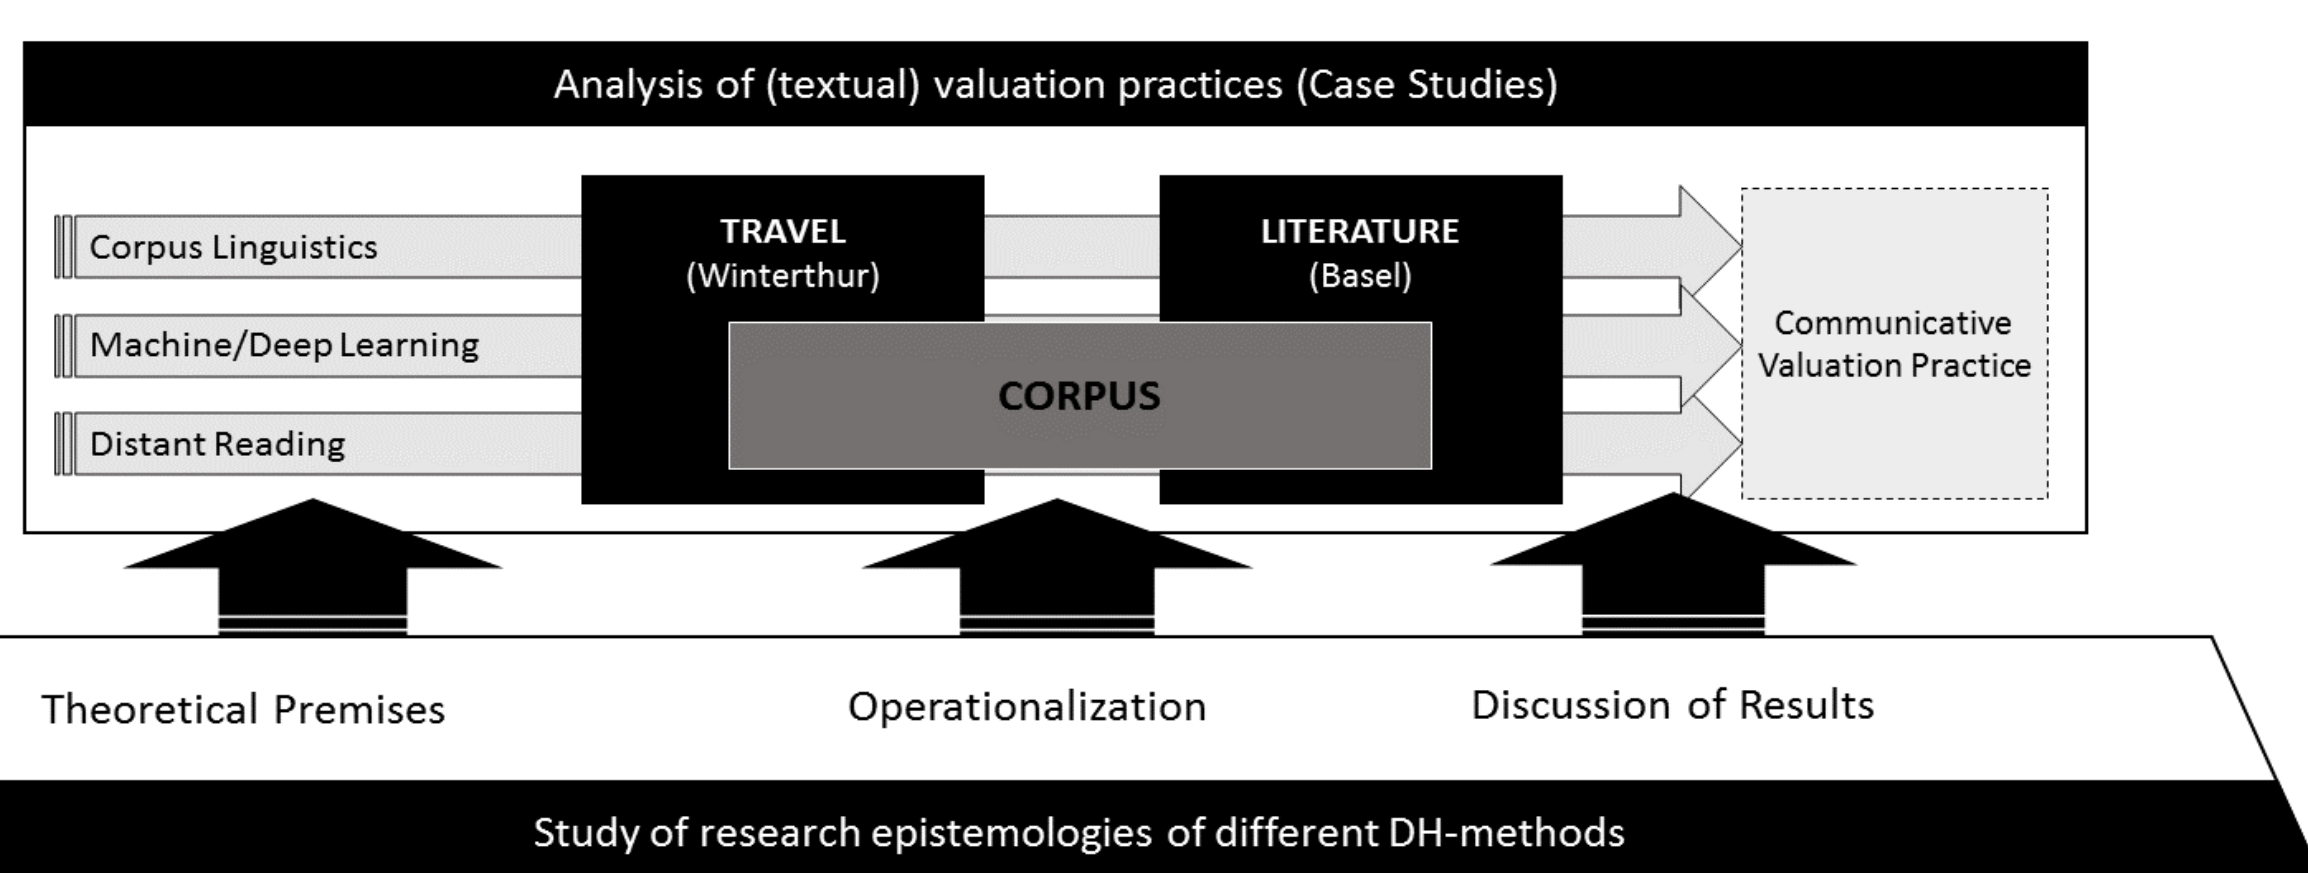 Analysis of (textual) valuation practices (Case Studies)
Corpus Linguistics
Machine/Deep Learning
Distant Reading
TRAVEL
(Winterthur)
LITERATURE
(Basel)
CORPUS
Communicative
Valuation Practice
Theoretical Premises
Operationalization
Discussion of Results
Study of research epistemologies of different DH-methods